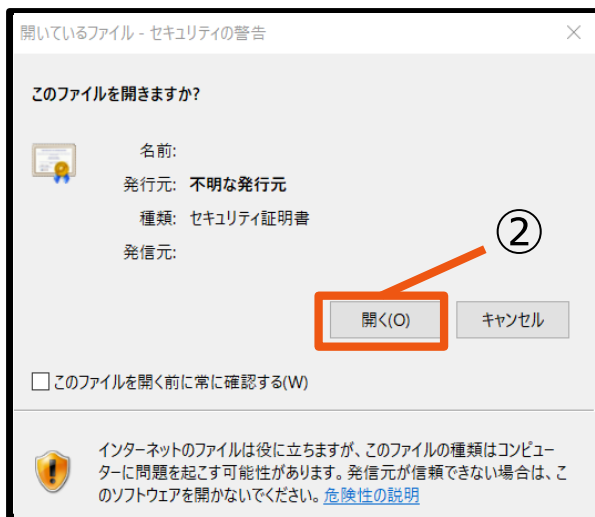 開いているファイル - セキュリティの警告
このファイルを開きますか?
名前:
発行元: 不明な発行元
種類: セキュリティ証明書
発信元:
②
開く(O)
キャンセル
このファイルを開く前に常に確認する(W)
インターネットのファイルは役に立ちますが、このファイルの種類はコンピュー
ターに問題を起こす可能性があります。発信元が信頼できない場合は、こ
のソフトウェアを開かないでください。危険性の説明